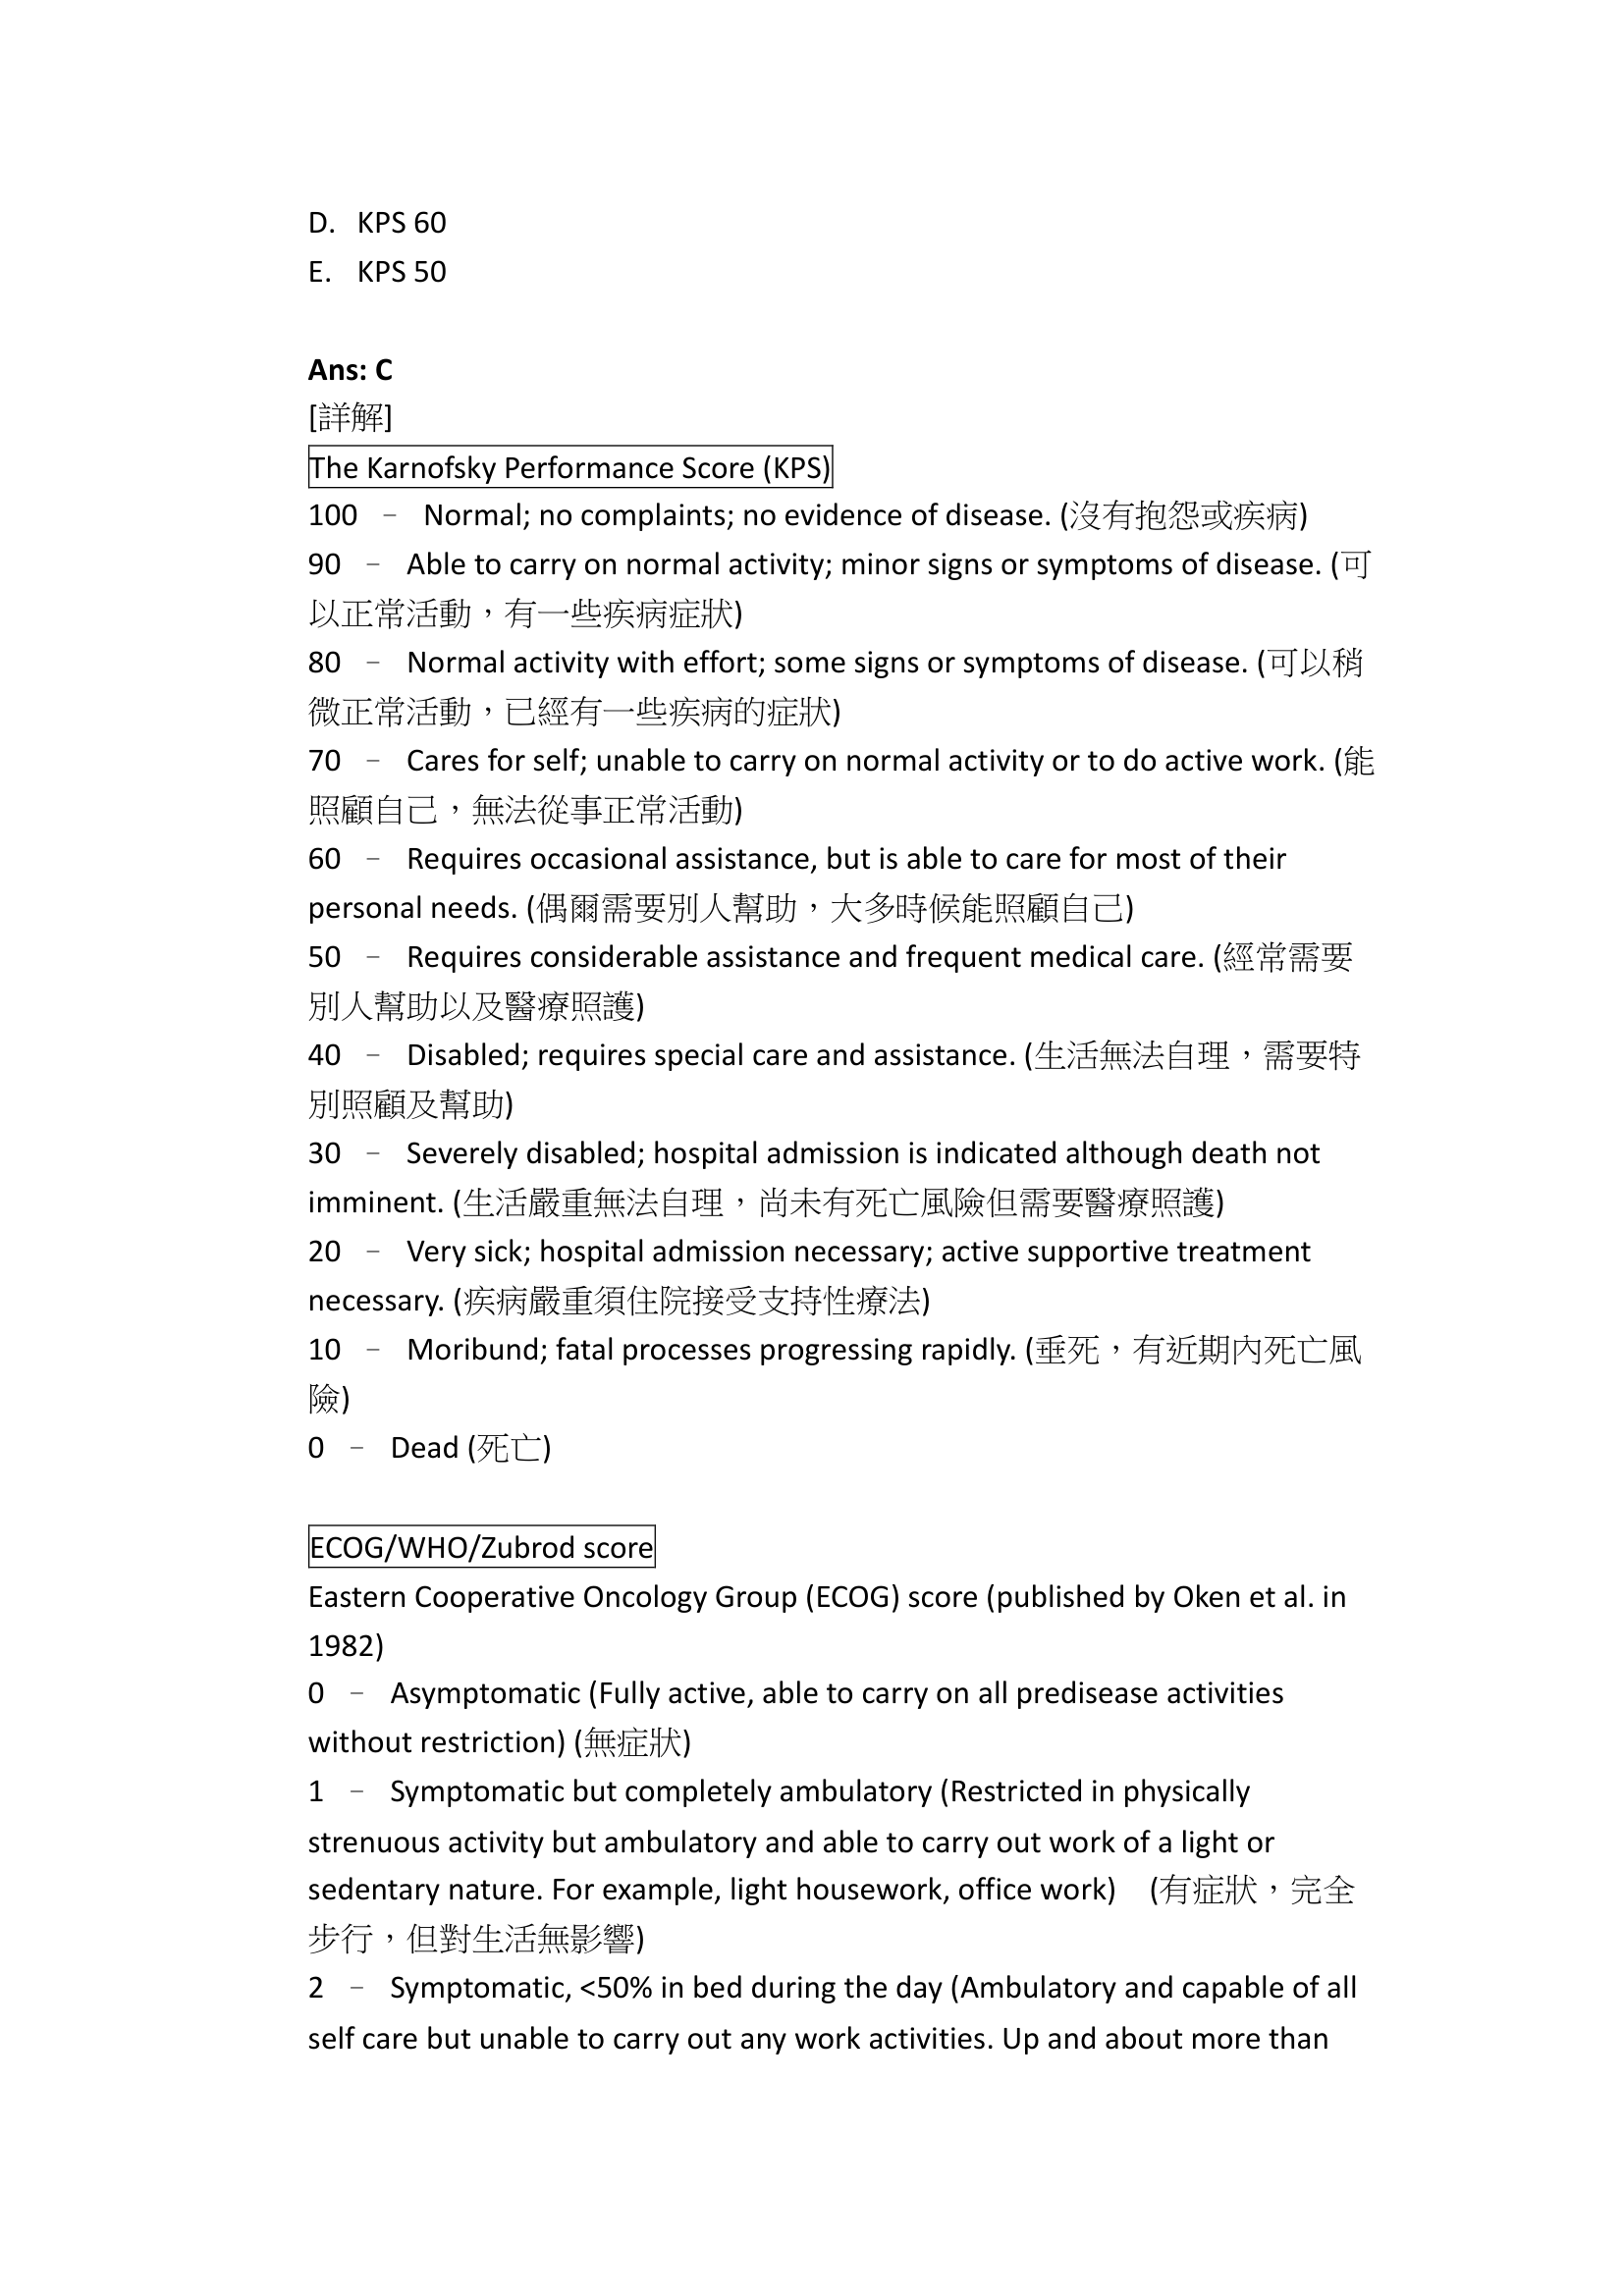 D. KPS 60
E. KPS 50
Ans: C
[詳解]
The Karnofsky Performance Score (KPS)
100 – Normal; no complaints; no evidence of disease. (沒有抱怨或疾病)
90 – Able to carry on normal activity; minor signs or symptoms of disease. (可
以正常活動，有一些疾病症狀)
80 – Normal activity with effort; some signs or symptoms of disease. (可以稍
微正常活動，已經有一些疾病的症狀)
70 – Cares for self; unable to carry on normal activity or to do active work. (能
照顧自己，無法從事正常活動)
60 – Requires occasional assistance, but is able to care for most of their
personal needs. (偶爾需要別人幫助，大多時候能照顧自己)
50 – Requires considerable assistance and frequent medical care. (經常需要
別人幫助以及醫療照護)
40 – Disabled; requires special care and assistance. (生活無法自理，需要特
別照顧及幫助)
30 – Severely disabled; hospital admission is indicated although death not
imminent. (生活嚴重無法自理，尚未有死亡風險但需要醫療照護)
20 – Very sick; hospital admission necessary; active supportive treatment
necessary. (疾病嚴重須住院接受支持性療法)
10 – Moribund; fatal processes progressing rapidly. (垂死，有近期內死亡風
險)
0 – Dead (死亡)
ECOG/WHO/Zubrod score
Eastern Cooperative Oncology Group (ECOG) score (published by Oken et al. in
1982)
0 – Asymptomatic (Fully active, able to carry on all predisease activities
without restriction) (無症狀)
1 – Symptomatic but completely ambulatory (Restricted in physically
strenuous activity but ambulatory and able to carry out work of a light or
sedentary nature. For example, light housework, office work) (有症狀，完全
步行，但對生活無影響)
2 – Symptomatic, <50% in bed during the day (Ambulatory and capable of all
self care but unable to carry out any work activities. Up and about more than